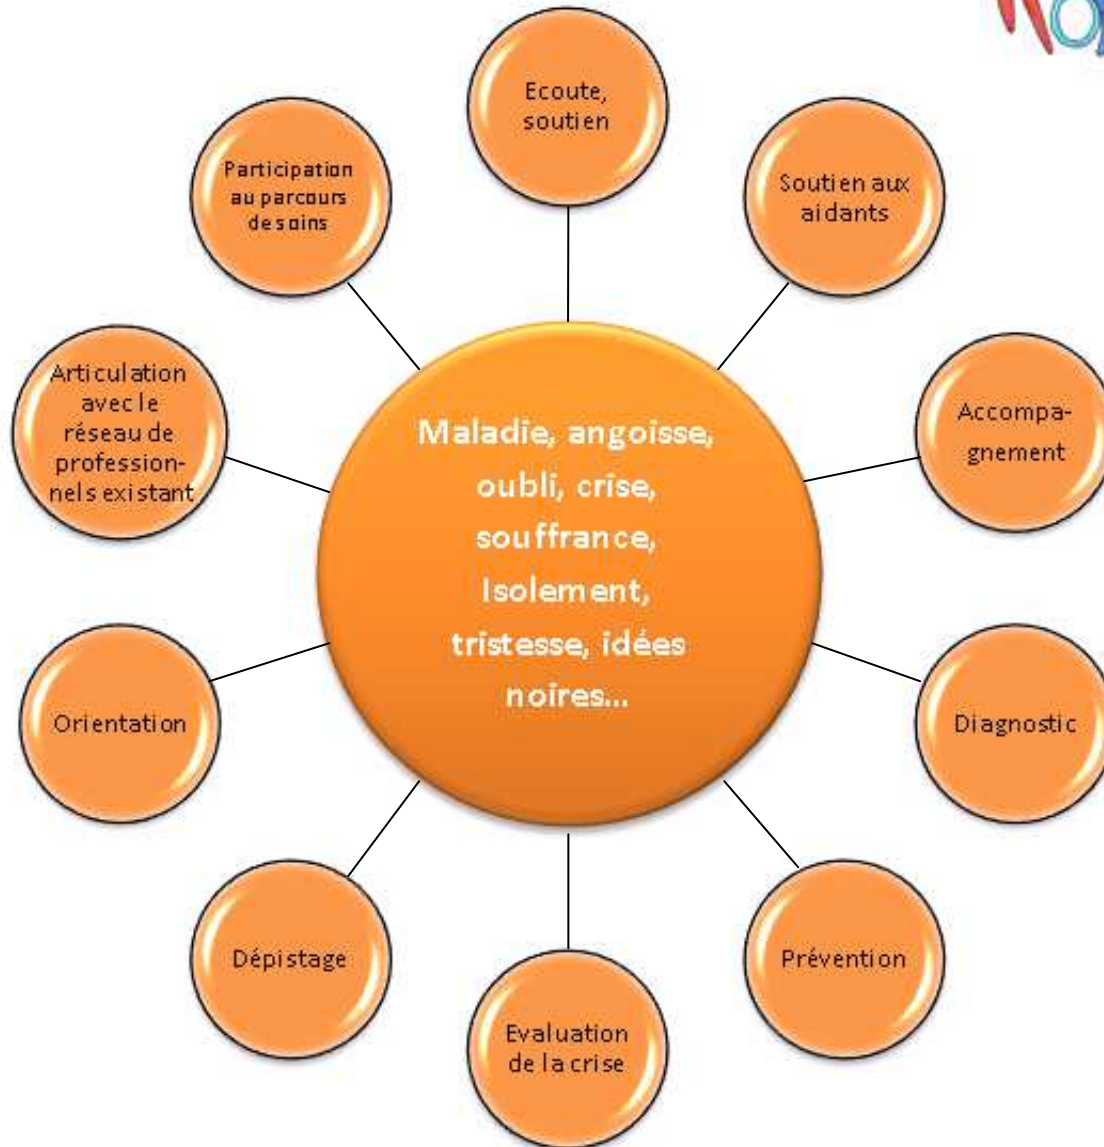 Ecoute,
soutien
Soutien aux
aidants
Accompa-
gnement
Diagnostic
Prévention
Evaluation
de la crise
Dépistage
Orientation
Articulation
avec le
réseau de
profession-
nels existant
Participation
au parcours
de soins
Maladie, angoisse,
oubli, crise,
souffrance,
Isolement,
tristesse, idées
noires...